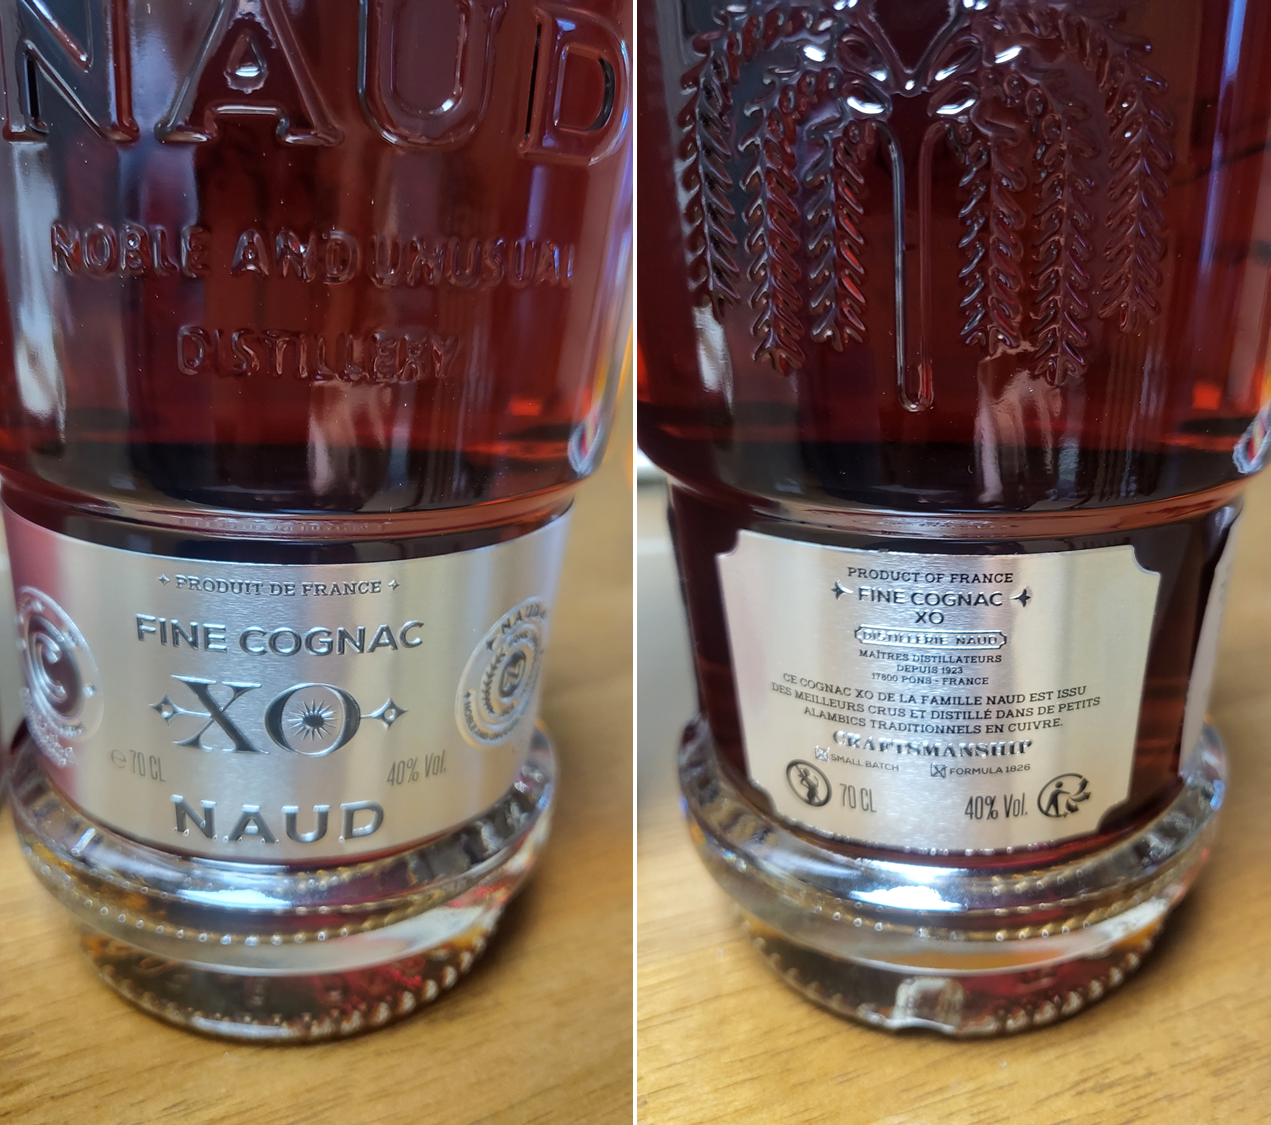 NAUD
NOBLE AND UNUSUAL
DISTILLERY
PRODUIT DE FRANCE
FINE COGNAC
XO
℮ 70 CL
40% Vol.
NAUD
NAUD
PRODUCT OF FRANCE
FINE COGNAC
XO
DISTILLERIE NAUD
MAÎTRES DISTILLATEURS
DEPUIS 1923
17800 PONS - FRANCE
CE COGNAC XO DE LA FAMILLE NAUD EST ISSU
DES MEILLEURS CRUS ET DISTILLÉ DANS DE PETITS
ALAMBICS TRADITIONNELS EN CUIVRE.
CRAFTSMANSHIP
SMALL BATCH
FORMULA 1826
70 CL
40% Vol.